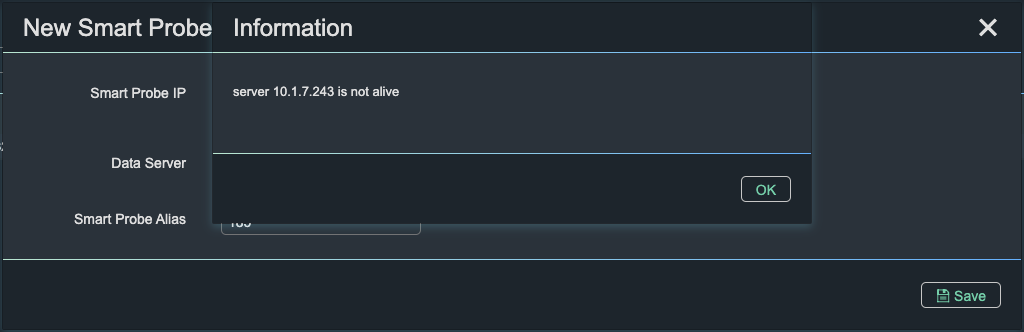 New Smart Probe
Information
Smart Probe IP
server 10.1.7.243 is not alive
Data Server
OK
Smart Probe Alias
Save